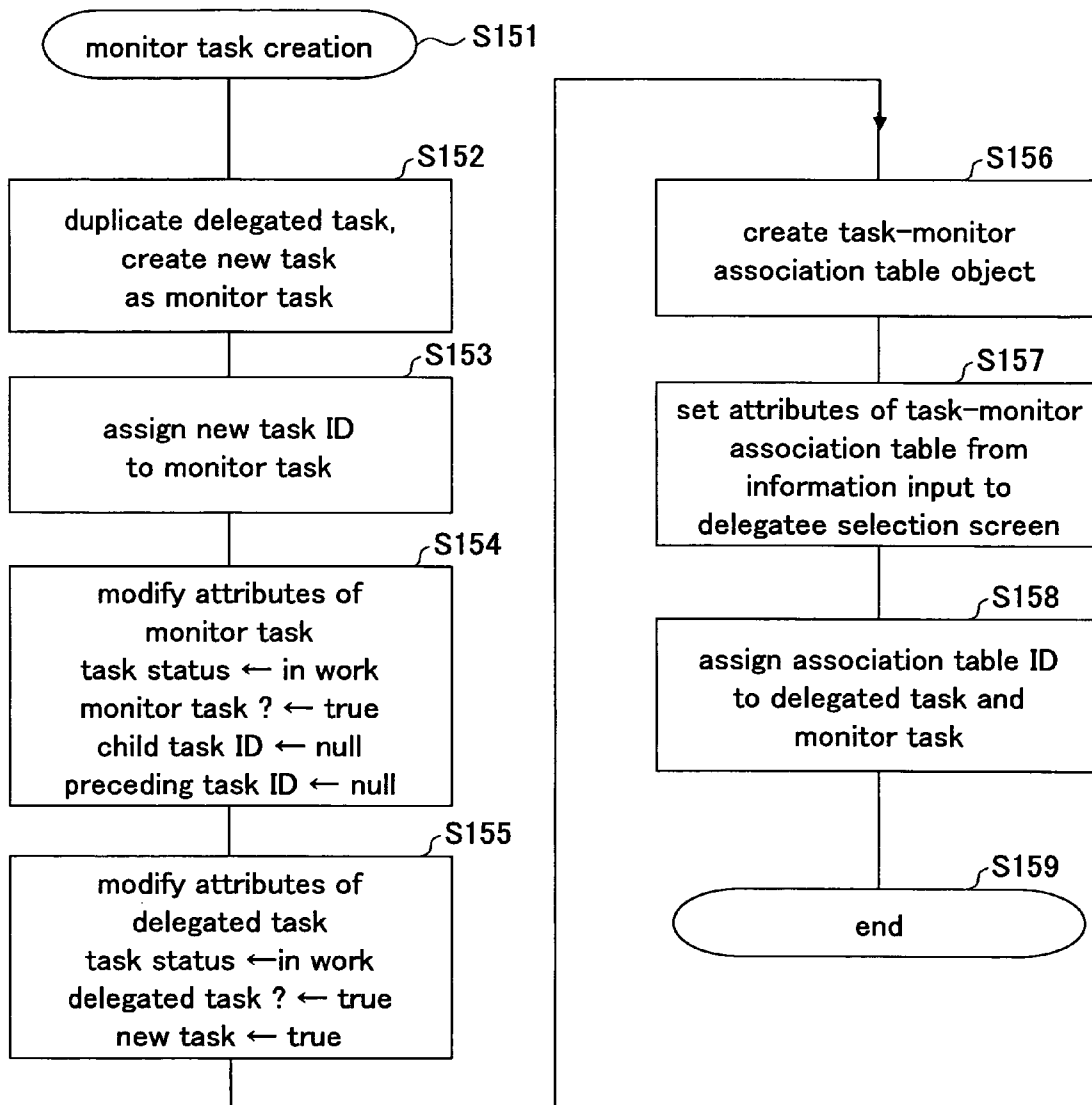 monitor task creation
S151
S152
duplicate delegated task,
create new task
as monitor task
S153
assign new task ID
to monitor task
S154
modify attributes of
monitor task
task status ← in work
monitor task ? ← true
child task ID ← null
preceding task ID ← null
S155
modify attributes of
delegated task
task status ←in work
delegated task ? ← true
new task ← true
S156
create task-monitor
association table object
S157
set attributes of task-monitor
association table from
information input to
delegatee selection screen
S158
assign association table ID
to delegated task and
monitor task
S159
end